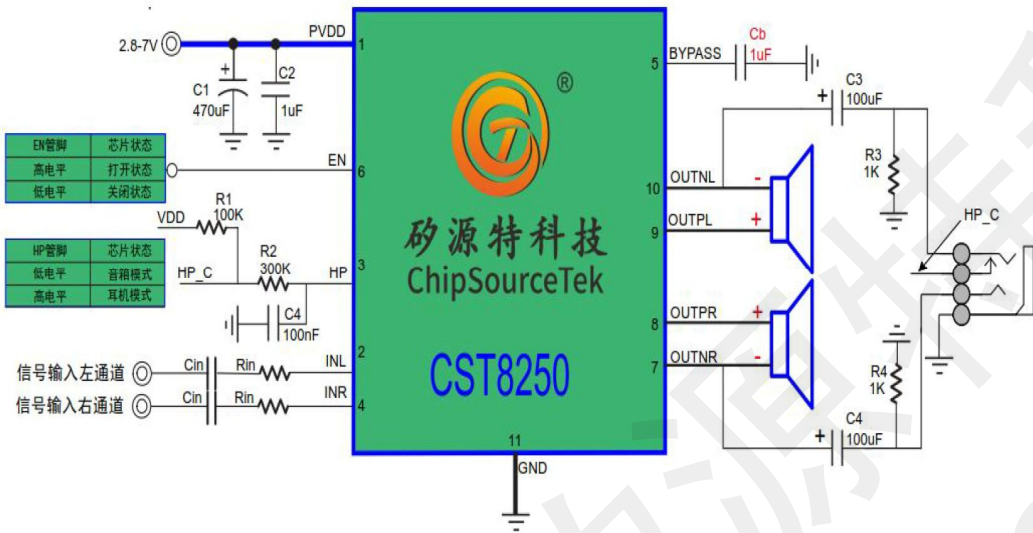 2.8-7V
PVDD
1
C1
470uF
C2
1uF
EN管脚 芯片状态
高电平 打开状态
低电平 关闭状态
EN
6
VDD
R1
100K
HP管脚 芯片状态
低电平 音箱模式
高电平 耳机模式
HP_C
R2
300K
HP
3
C4
100nF
信号输入左通道
Cin
Rin
INL
2
信号输入右通道
Cin
Rin
INR
4
®
矽源特科技
ChipSourceTek
CST8250
11
GND
5
BYPASS
Cb
1uF
C3
100uF
R3
1K
10
OUTNL
-
9
OUTPL
+
HP_C
8
OUTPR
+
7
OUTNR
-
R4
1K
C4
100uF